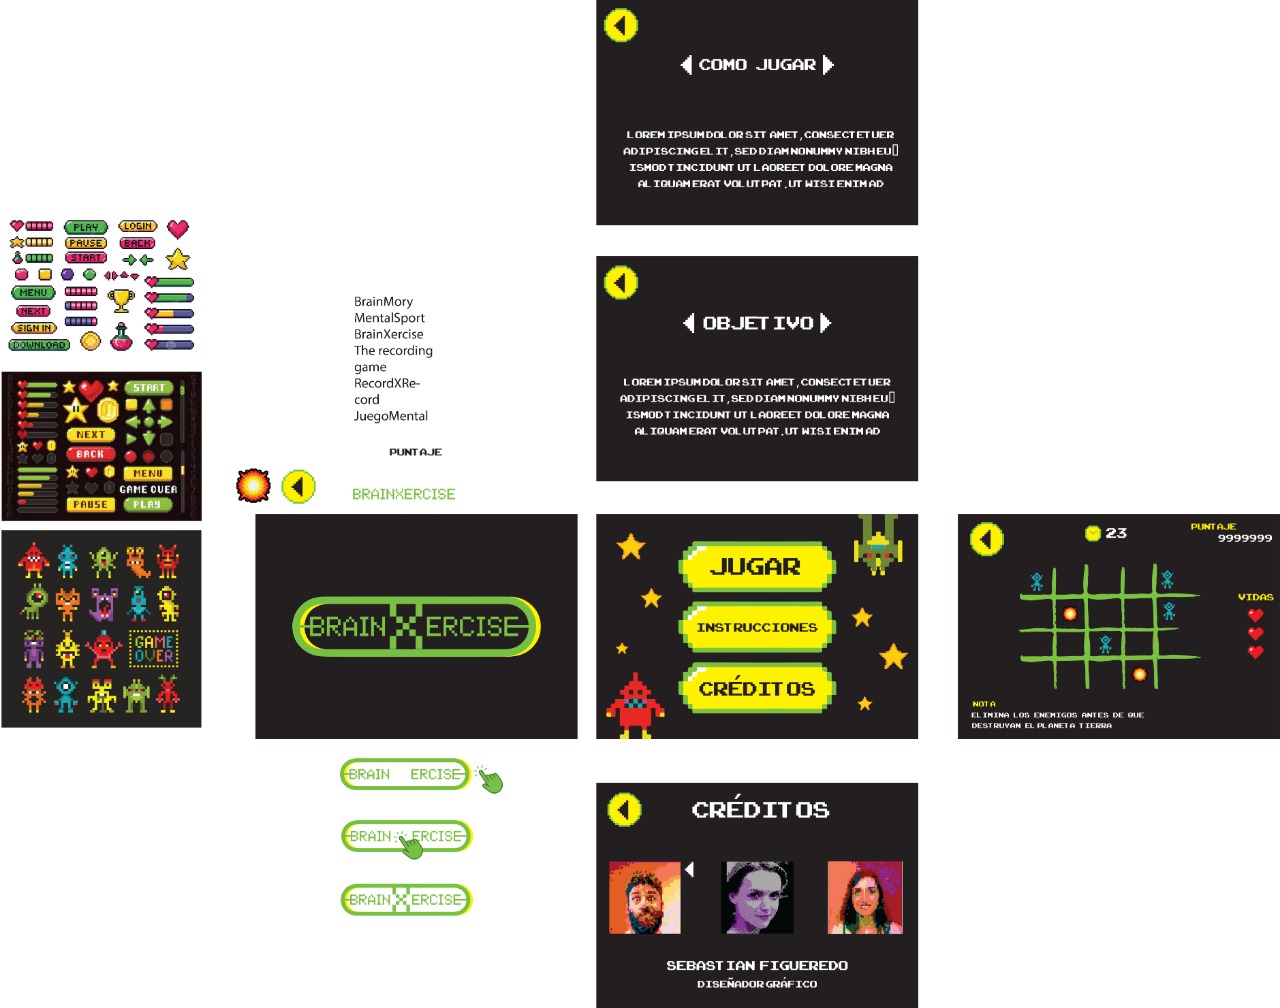 COMO JUGAR
LOREM IPSUM DOLOR SIT AMET, CONSECTETUER
ADIPISCING ELIT, SED DIAM NONUMMY NIBH EU
ISMOD TINCIDUNT UT LAOREET DOLORE MAGNA
ALIQUAM ERAT VOLUTPAT, UT WISI ENIM AD
PLAY
LOGIN
PAUSE
BACK
START
MENU
NEXT
SIGN IN
DOWNLOAD
OBJETIVO
LOREM IPSUM DOLOR SIT AMET, CONSECTETUER
ADIPISCING ELIT, SED DIAM NONUMMY NIBH EU
ISMOD TINCIDUNT UT LAOREET DOLORE MAGNA
ALIQUAM ERAT VOLUTPAT, UT WISI ENIM AD
BrainMory
MentalSport
BrainXercise
The recording
game
RecordXRe-
cord
JuegoMental
PUNTAJE
BRAINXERCISE
START
NEXT
BACK
MENU
GAME OVER
PAUSE
PLAY
GAME
OVER
BRAIN X ERCISE
JUGAR
INSTRUCCIONES
CRÉDITOS
23
PUNTAJE
9999999
VIDAS
NOTA
ELIMINA LOS ENEMIGOS ANTES DE QUE
DESTRUYAN EL PLANETA TIERRA
BRAIN ERCISE
BRAIN ERCISE
BRAIN X ERCISE
CRÉDITOS
SEBASTIAN FIGUEREDO
DISEÑADOR GRÁFICO